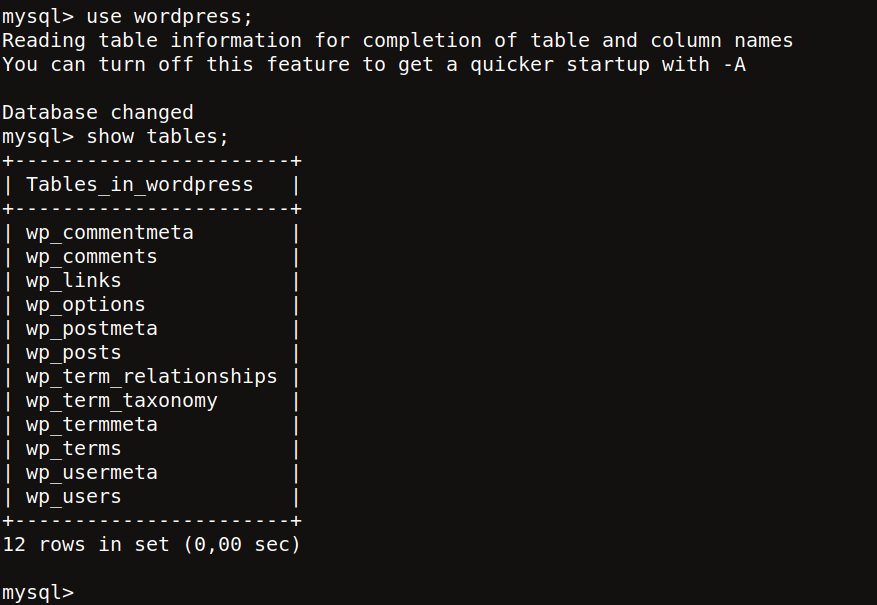 mysql> use wordpress;
Reading table information for completion of table and column names
You can turn off this feature to get a quicker startup with -A

Database changed
mysql> show tables;
+-----------------------+
| Tables_in_wordpress   |
+-----------------------+
| wp_commentmeta        |
| wp_comments           |
| wp_links              |
| wp_options            |
| wp_postmeta           |
| wp_posts              |
| wp_term_relationships |
| wp_term_taxonomy      |
| wp_termmeta           |
| wp_terms              |
| wp_usermeta           |
| wp_users              |
+-----------------------+
12 rows in set (0,00 sec)

mysql>